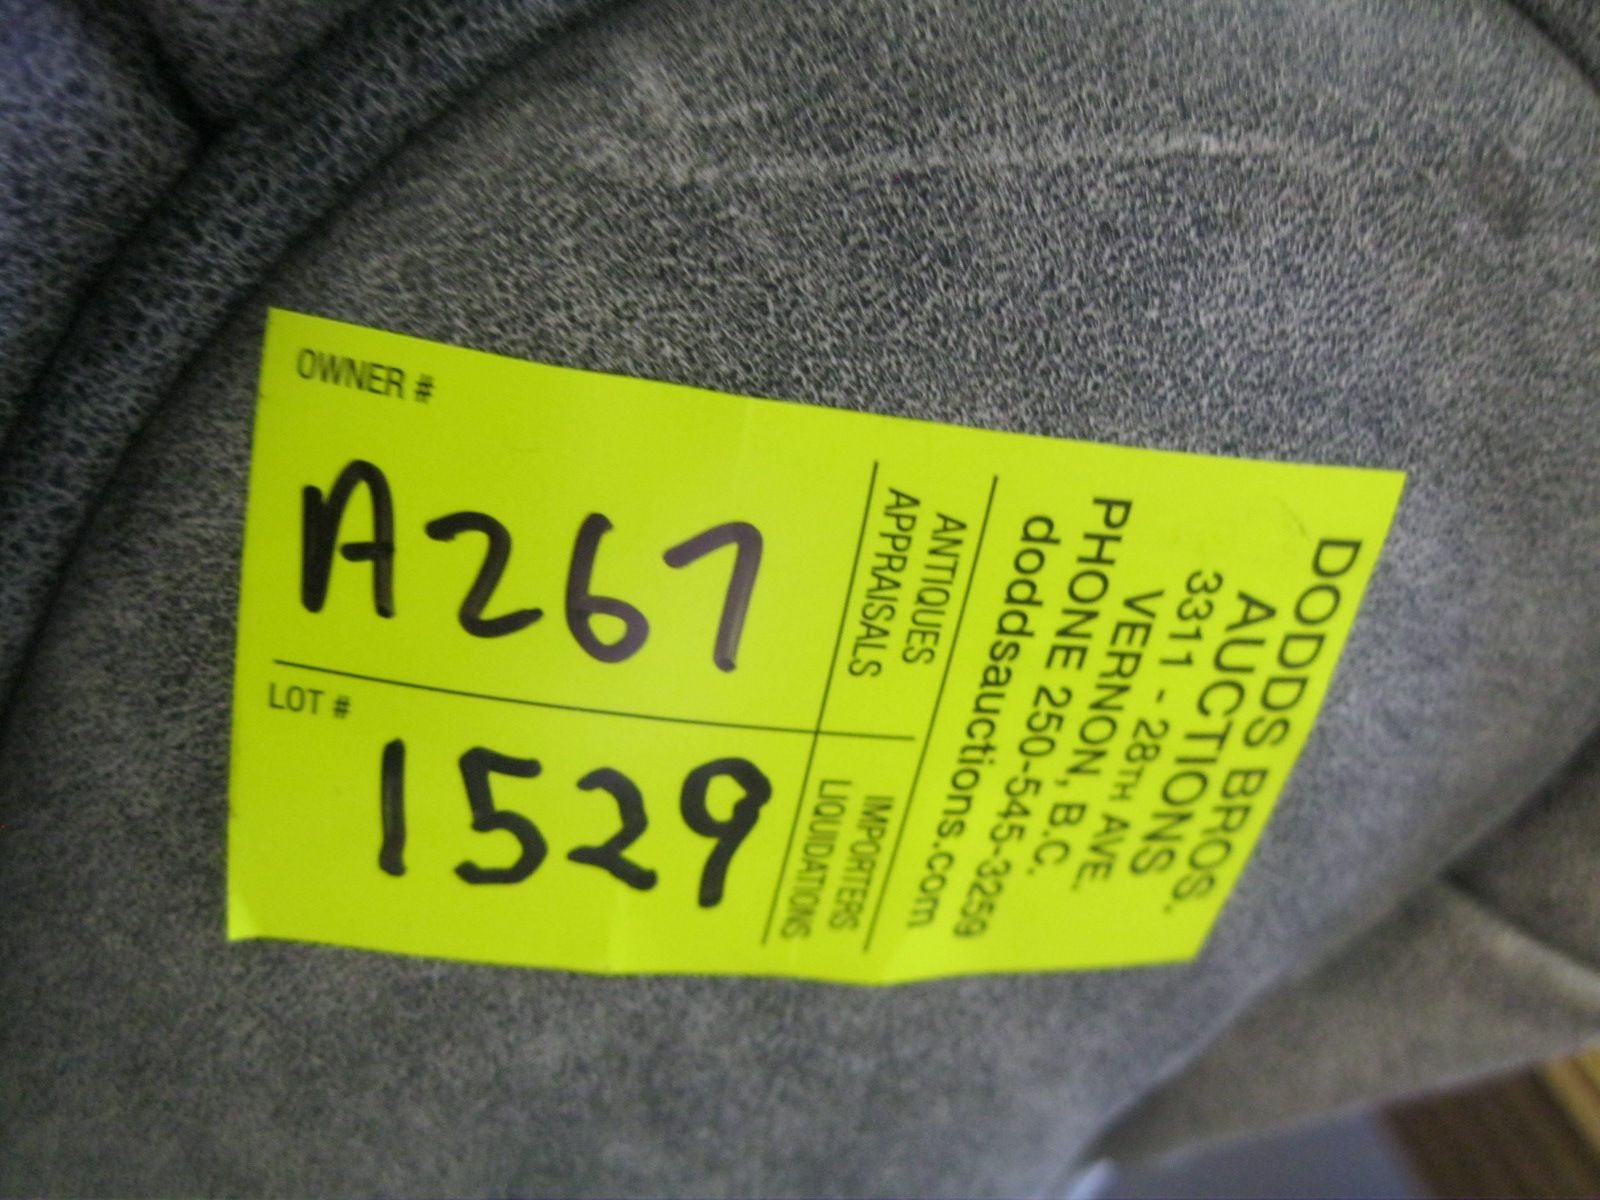 DODDS BROS.
AUCTIONS
3311 - 28TH AVE.
VERNON, B.C.
PHONE 250-545-3259
doddsauctions.com
ANTIQUES
APPRAISALS
IMPORTERS
LIQUIDATIONS
OWNER #
A267
LOT #
1529